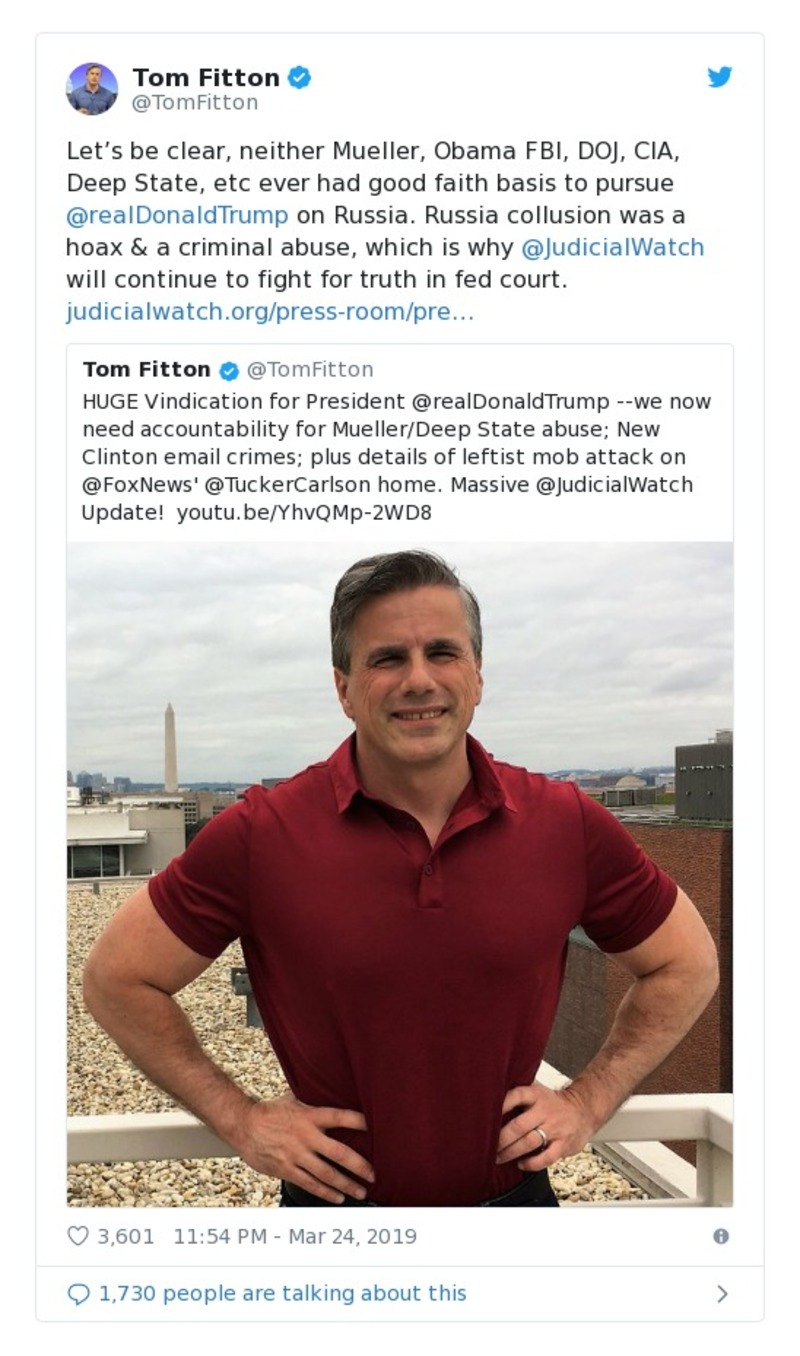 Tom Fitton
@TomFitton
Let’s be clear, neither Mueller, Obama FBI, DOJ, CIA,
Deep State, etc ever had good faith basis to pursue
@realDonaldTrump on Russia. Russia collusion was a
hoax & a criminal abuse, which is why @JudicialWatch
will continue to fight for truth in fed court.
judicialwatch.org/press-room/pre…
Tom Fitton @TomFitton
HUGE Vindication for President @realDonaldTrump --we now
need accountability for Mueller/Deep State abuse; New
Clinton email crimes; plus details of leftist mob attack on
@FoxNews' @TuckerCarlson home. Massive @JudicialWatch
Update!  youtu.be/YhvQMp-2WD8
3,601 11:54 PM - Mar 24, 2019
1,730 people are talking about this